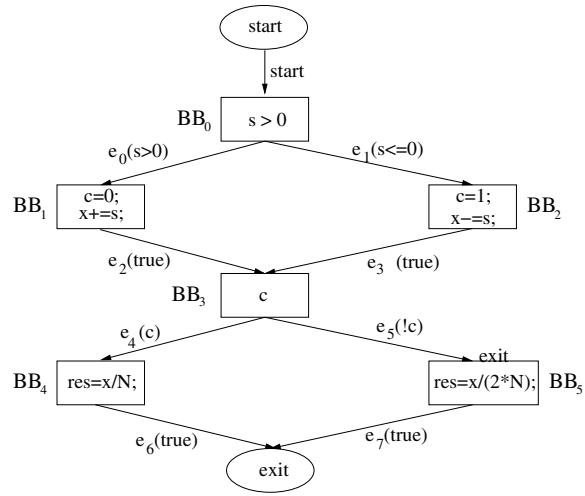 start
start
BB0
s > 0
e0(s>0)
e1(s<=0)
BB1
c=0;
x+=s;
c=1;
x−=s;
BB2
e2(true)
e3 (true)
BB3
c
e4(c)
e5(!c)
exit
BB4
res=x/N;
res=x/(2*N);
BB5
e6(true)
e7(true)
exit